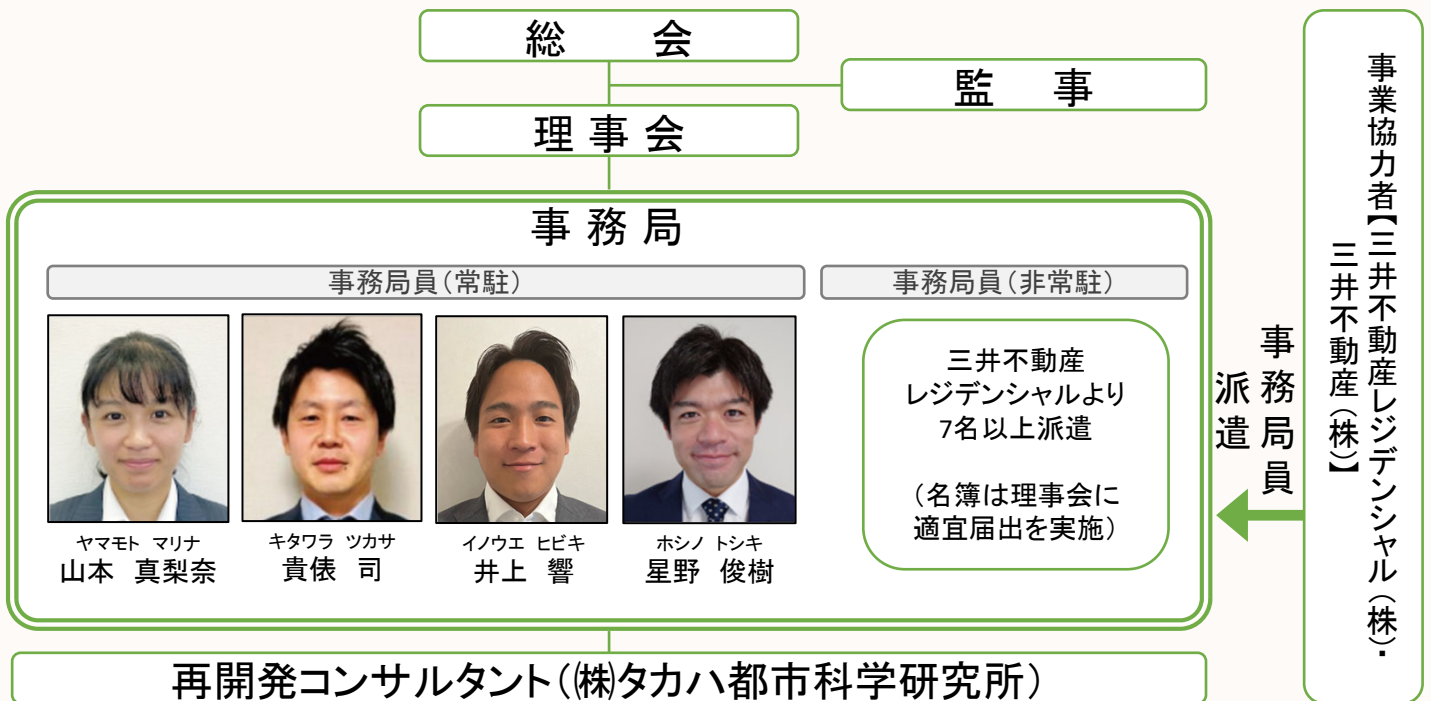 総　会
監　事
理事会
事務局
事務局員（常駐）
事務局員（非常駐）
ヤマモト マリナ
山本 真梨奈
キタワラ ツカサ
貴俵 司
イノウエ ヒビキ
井上 響
ホシノ トシキ
星野 俊樹
三井不動産
レジデンシャルより
7名以上派遣
（名簿は理事会に
適宜届出を実施）
事務局員
派遣
事業協力者【三井不動産レジデンシャル（株）・
三井不動産（株）】
再開発コンサルタント（㈱タカハ都市科学研究所）